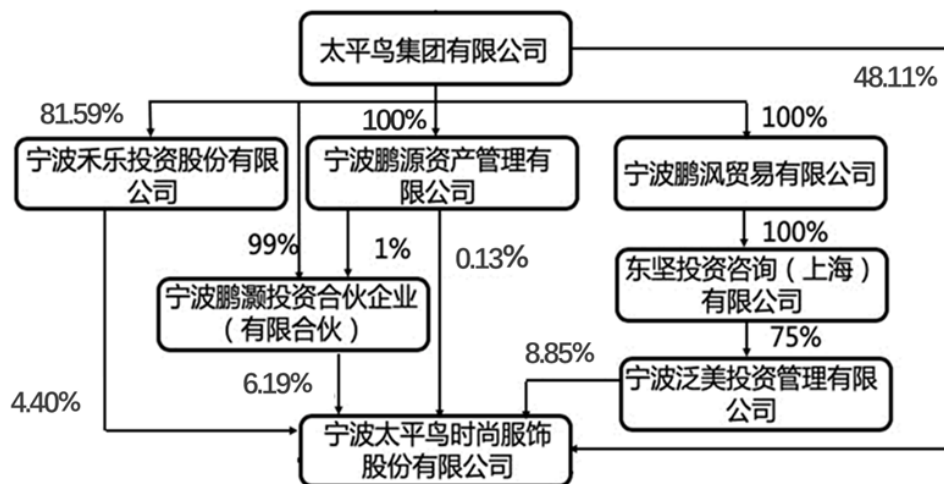 太平鸟集团有限公司
48.11%
81.59%
100%
100%
宁波禾乐投资股份有限
公司
宁波鹏源资产管理有
限公司
宁波鹏沨贸易有限公司
99%
1%
0.13%
100%
宁波鹏灏投资合伙企业
（有限合伙）
东坚投资咨询（上海）
有限公司
75%
8.85%
6.19%
4.40%
宁波泛美投资管理有限
公司
宁波太平鸟时尚服饰
股份有限公司